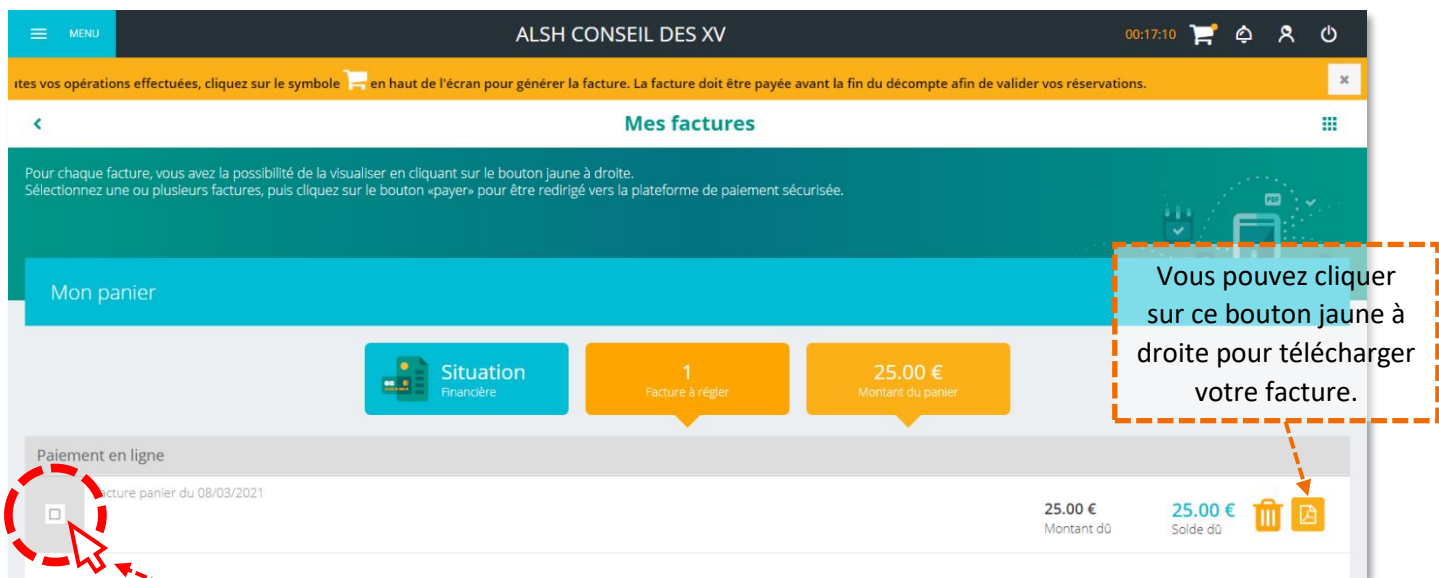 MENU
ALSH CONSEIL DES XV
00:17:10
vos opérations effectuées, cliquez sur le symbole en haut de l'écran pour générer la facture. La facture doit être payée avant la fin du décompte afin de valider vos réservations.
Mes factures
Pour chaque facture, vous avez la possibilité de la visualiser en cliquant sur le bouton jaune à droite.
Sélectionnez une ou plusieurs factures, puis cliquez sur le bouton «payer» pour être redirigé vers la plateforme de paiement sécurisée.
PDF
Mon panier
Vous pouvez cliquer
sur ce bouton jaune à
droite pour télécharger
votre facture.
Situation
Financière
1
Facture à régler
25.00 €
Montant du panier
Paiement en ligne
acture panier du 08/03/2021
25.00 €
Montant dû
25.00 €
Solde dû